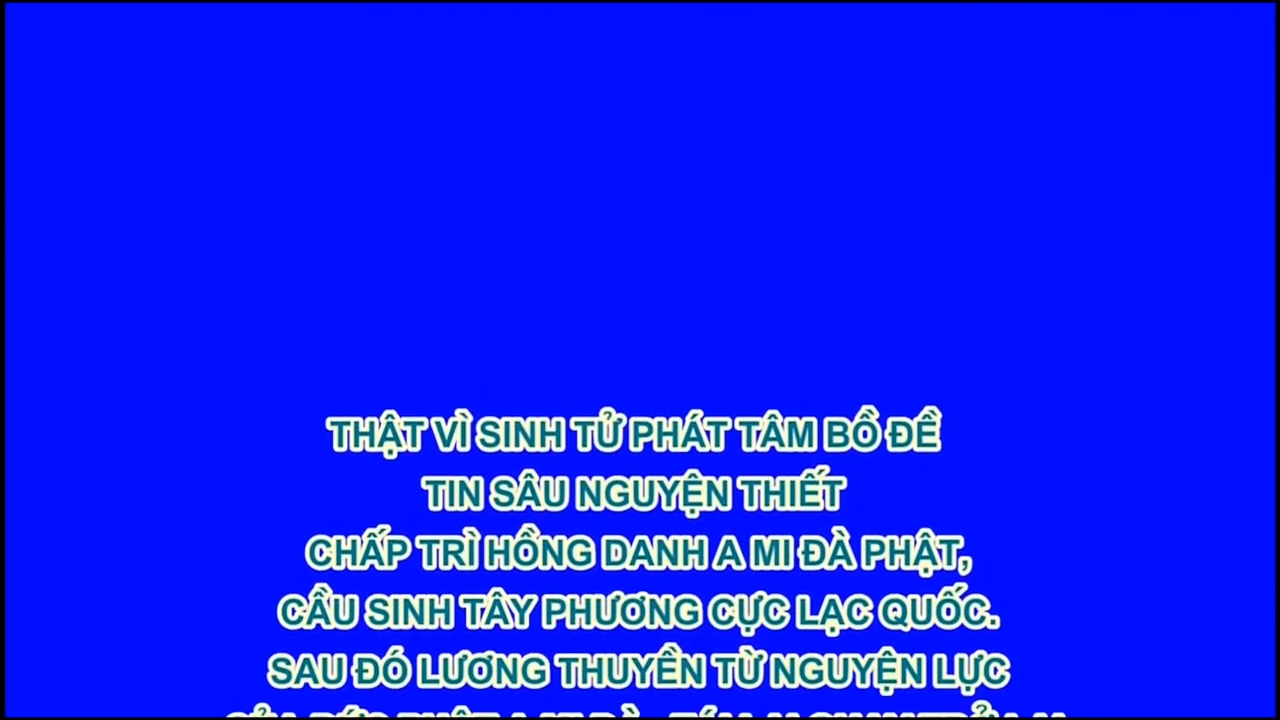 THẬT VÌ SINH TỬ PHÁT TÂM BỒ ĐỀ
TIN SÂU NGUYỆN THIẾT
CHẤP TRÌ HỒNG DANH A MI ĐÀ PHẬT,
CẦU SINH TÂY PHƯƠNG CỰC LẠC QUỐC.
SAU ĐÓ LƯƠNG THUYỀN TỪ NGUYỆN LỰC